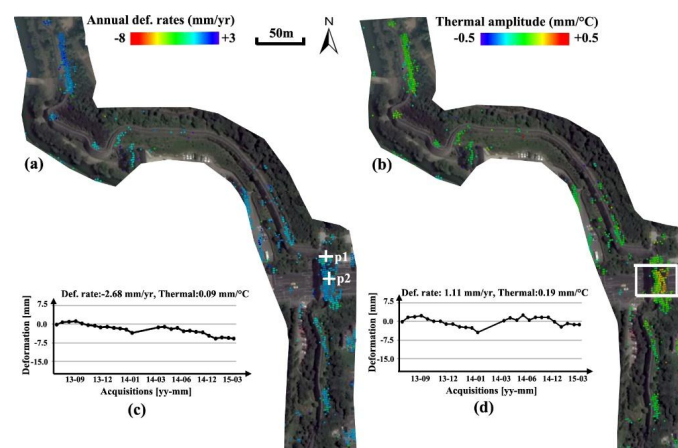 Annual def. rates (mm/yr)
-8 +3
50m
N
Thermal amplitude (mm/°C)
-0.5 +0.5
(a)
(b)
p1
p2
Def. rate:-2.68 mm/yr, Thermal:0.09 mm/°C
7.5
0.0
-7.5
-15.0
Deformation [mm]
13-09 13-12 14-01 14-06 14-12 15-03
Acquisitions [yy-mm]
(c)
Def. rate: 1.11 mm/yr, Thermal:0.19 mm/°C
7.5
0.0
-7.5
-15.0
Deformation [mm]
13-09 13-12 14-01 14-06 14-12 15-03
Acquisitions [yy-mm]
(d)